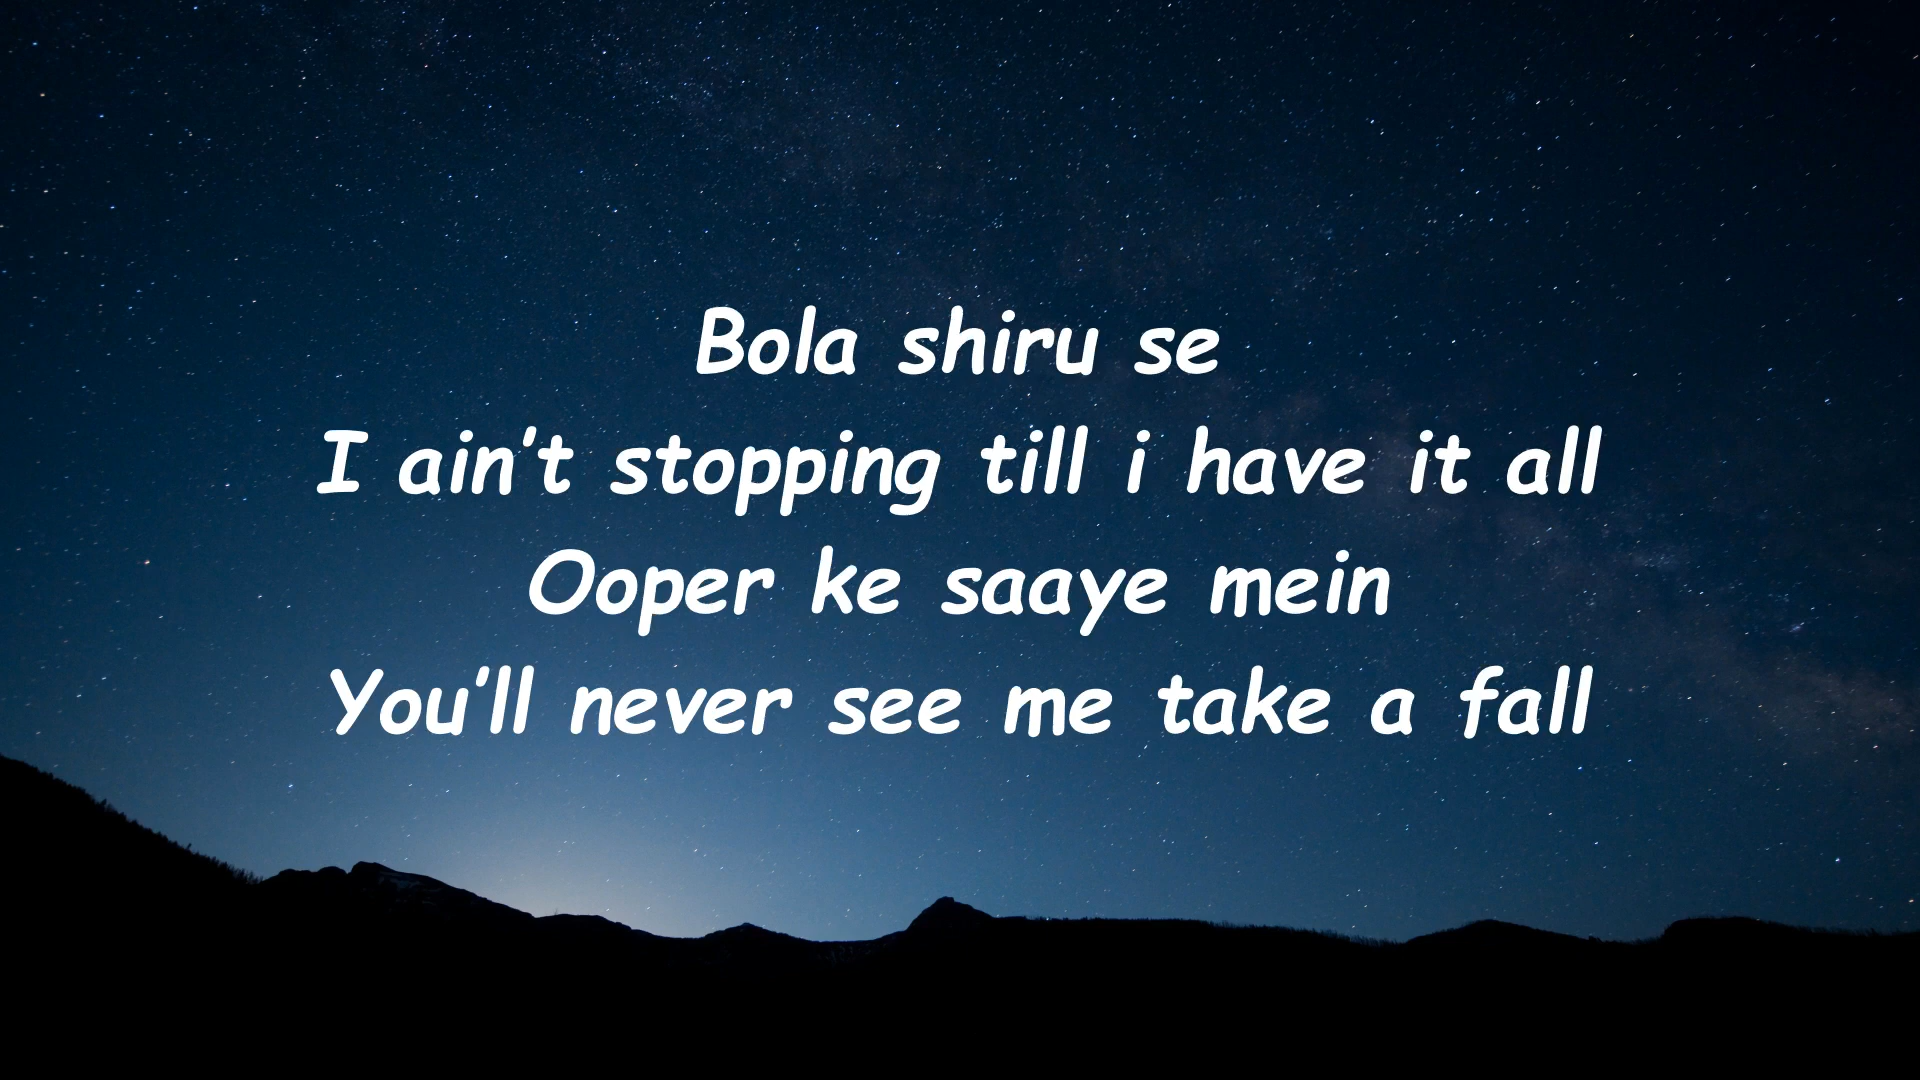 Bola shiru se
I ain't stopping till i have it all
Ooper ke saaye mein
You'll never see me take a fall